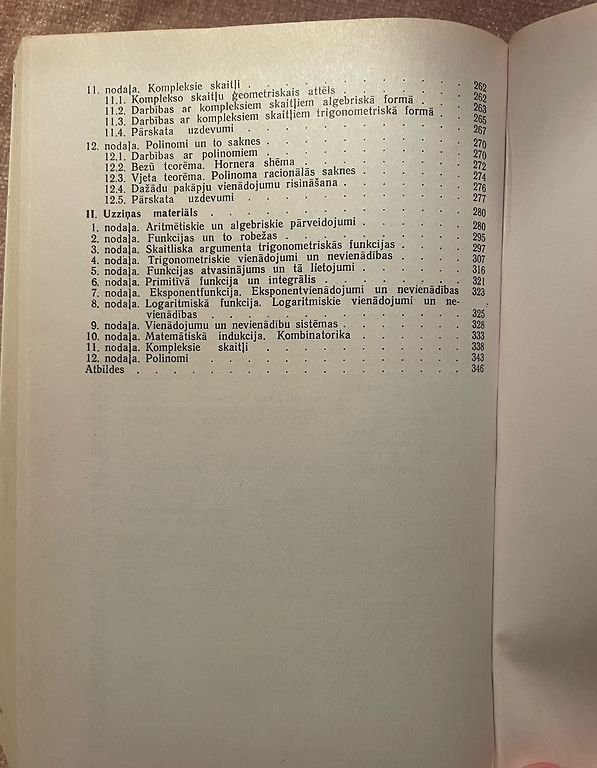 11. nodaļa. Kompleksie skaitļi . . . . . . . . . . 262
11.1. Komplekso skaitļu ģeometriskais attēls . . . . . 262
11.2. Darbības ar kompleksiem skaitļiem algebriskā formā . . 263
11.3. Darbības ar kompleksiem skaitļiem trigonometriskā formā . 265
11.4. Pārskata uzdevumi . . . . . . . . . . 267
12. nodaļa. Polinomi un to saknes . . . . . . . . . 270
12.1. Darbības ar polinomiem . . . . . . . . . 270
12.2. Bezū teorēma. Hornera shēma . . . . . . . 272
12.3. Vjeta teorēma. Polinoma racionālās saknes . . . . 274
12.4. Dažādu pakāpju vienādojumu risināšana . . . . . 276
12.5. Pārskata uzdevumi . . . . . . . . . . 277
II. Uzziņas materiāls . . . . . . . . . . . . 280
1. nodaļa. Aritmētiskie un algebriskie pārveidojumi . . . . 280
2. nodaļa. Funkcijas un to robežas . . . . . . . . 295
3. nodaļa. Skaitliska argumenta trigonometriskās funkcijas . . 297
4. nodaļa. Trigonometriskie vienādojumi un nevienādības . . . 307
5. nodaļa. Funkcijas atvasinājums un tā lietojumi . . . . 316
6. nodaļa. Primitīvā funkcija un integrālis . . . . . . 321
7. nodaļa. Eksponentfunkcija. Eksponentvienādojumi un nevienādības 323
8. nodaļa. Logaritmiskā funkcija. Logaritmiskie vienādojumi un ne-
vienādības . . . . . . . . . . . 325
9. nodaļa. Vienādojumu un nevienādību sistēmas . . . . . 328
10. nodaļa. Matemātiskā indukcija. Kombinatorika . . . . 333
11. nodaļa. Kompleksie skaitļi . . . . . . . . . 338
12. nodaļa. Polinomi . . . . . . . . . . . 343
Atbildes . . . . . . . . . . . . . . 346